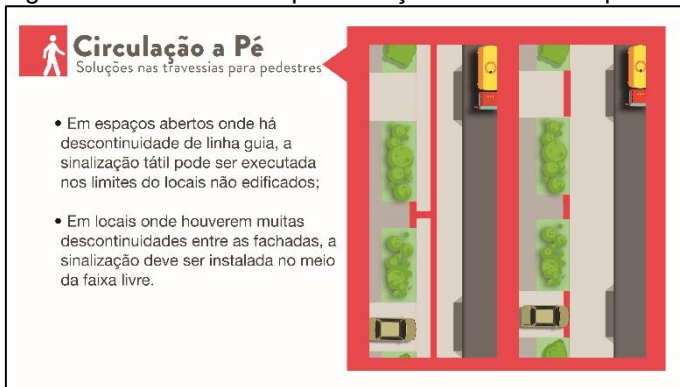 Circulação a Pé
Soluções nas travessias para pedestres
• Em espaços abertos onde há
descontinuidade de linha guia, a
sinalização tátil pode ser executada
nos limites do locais não edificados;
• Em locais onde houverem muitas
descontinuidades entre as fachadas, a
sinalização deve ser instalada no meio
da faixa livre.